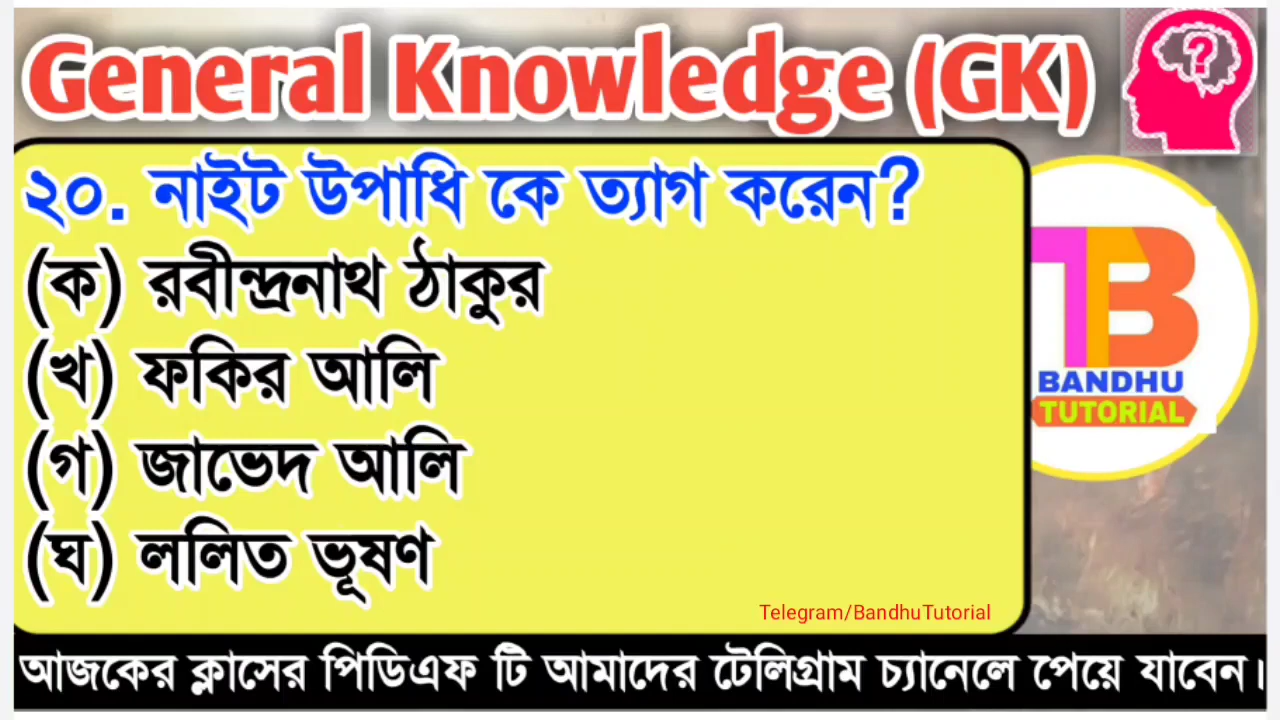 General Knowledge (GK)
২০. নাইট উপাধি কে ত্যাগ করেন?
(ক) রবীন্দ্রনাথ ঠাকুর
(খ) ফকির আলি
(গ) জাভেদ আলি
(ঘ) ললিত ভূষণ
TB
BANDHU
TUTORIAL
Telegram/BandhuTutorial
আজকের ক্লাসের পিডিএফ টি আমাদের টেলিগ্রাম চ্যানেলে পেয়ে যাবেন।